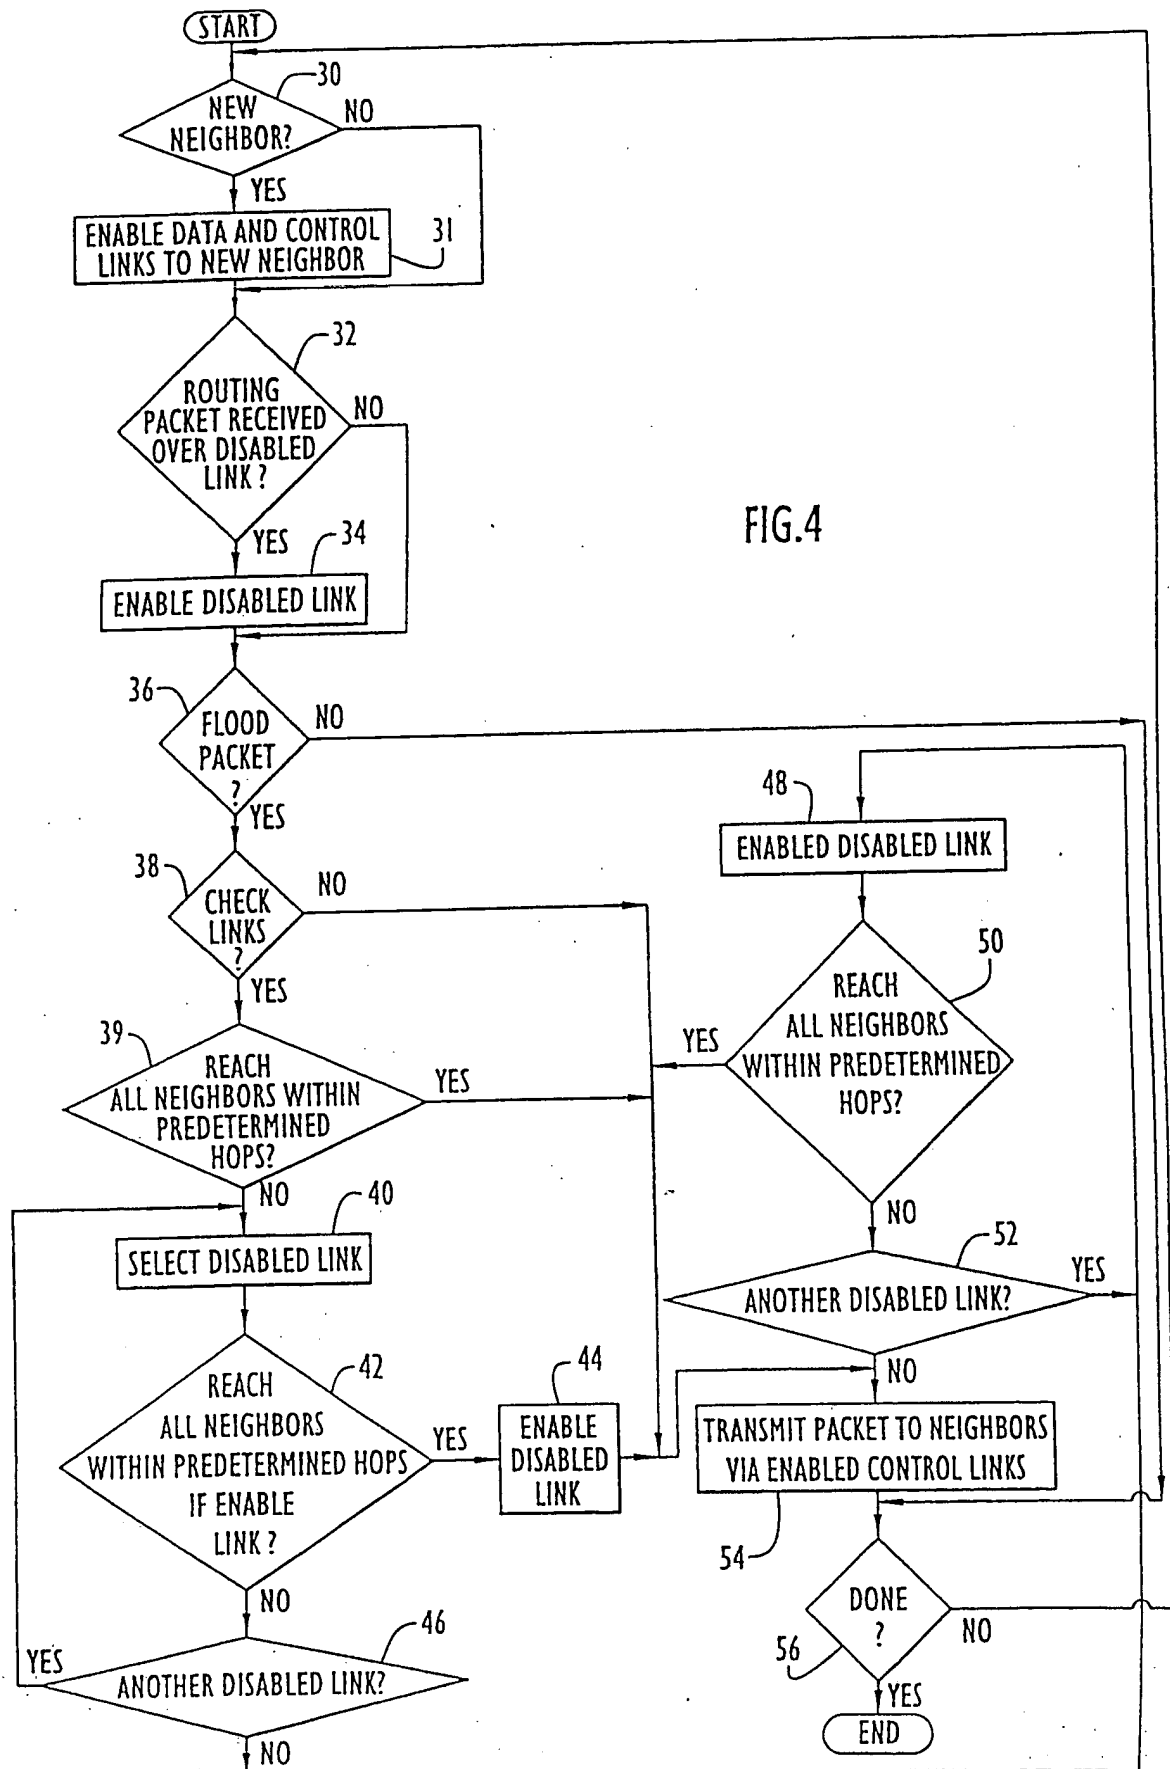 START
30
NEW
NEIGHBOR?
NO
YES
ENABLE DATA AND CONTROL
LINKS TO NEW NEIGHBOR
31
32
ROUTING
PACKET RECEIVED
OVER DISABLED
LINK ?
NO
YES
34
ENABLE DISABLED LINK
FIG.4
36
FLOOD
PACKET
?
NO
YES
38
CHECK
LINKS
?
NO
YES
39
REACH
ALL NEIGHBORS WITHIN
PREDETERMINED
HOPS?
YES
NO
40
SELECT DISABLED LINK
42
REACH
ALL NEIGHBORS
WITHIN PREDETERMINED HOPS
IF ENABLE
LINK ?
YES
44
ENABLE
DISABLED
LINK
NO
46
ANOTHER DISABLED LINK?
YES
NO
48
ENABLED DISABLED LINK
50
REACH
ALL NEIGHBORS
WITHIN PREDETERMINED
HOPS?
YES
NO
52
ANOTHER DISABLED LINK?
YES
NO
TRANSMIT PACKET TO NEIGHBORS
VIA ENABLED CONTROL LINKS
54
DONE
?
56
NO
YES
END